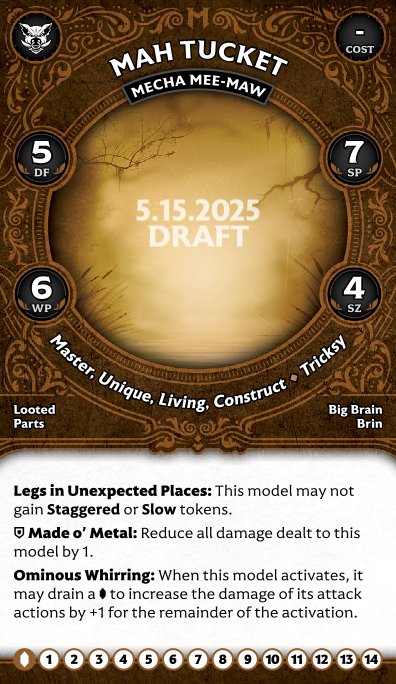 -
COST
MAH TUCKET
MECHA MEE-MAW
5
DF
7
SP
5.15.2025
DRAFT
6
WP
4
SZ
Master, Unique, Living, Construct ♦ Tricksy
Looted
Parts
Big Brain
Brin
Legs in Unexpected Places: This model may not
gain Staggered or Slow tokens.
Made o’ Metal: Reduce all damage dealt to this
model by 1.
Ominous Whirring: When this model activates, it
may drain a to increase the damage of its attack
actions by +1 for the remainder of the activation.
1 2 3 4 5 6 7 8 9 10 11 12 13 14